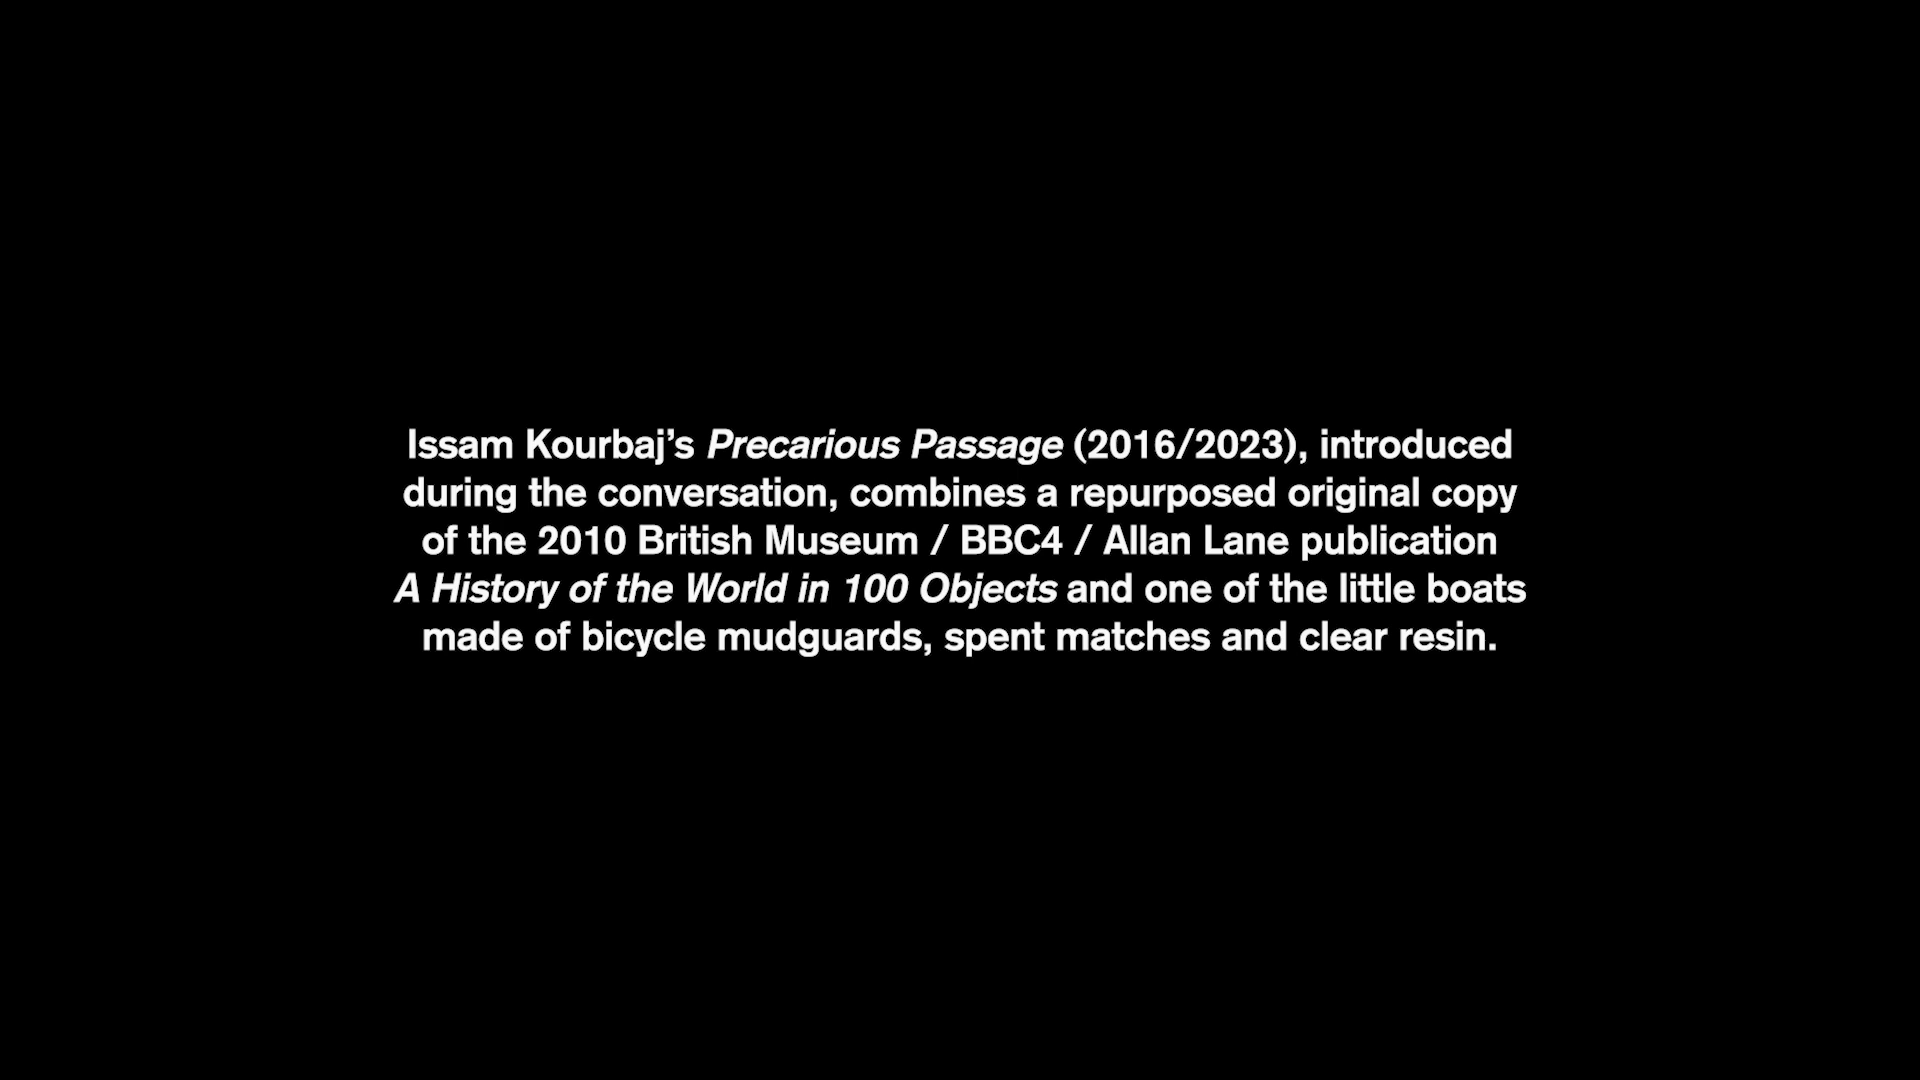 Issam Kourbaj’s Precarious Passage (2016/2023), introduced
during the conversation, combines a repurposed original copy
of the 2010 British Museum / BBC4 / Allan Lane publication
A History of the World in 100 Objects and one of the little boats
made of bicycle mudguards, spent matches and clear resin.